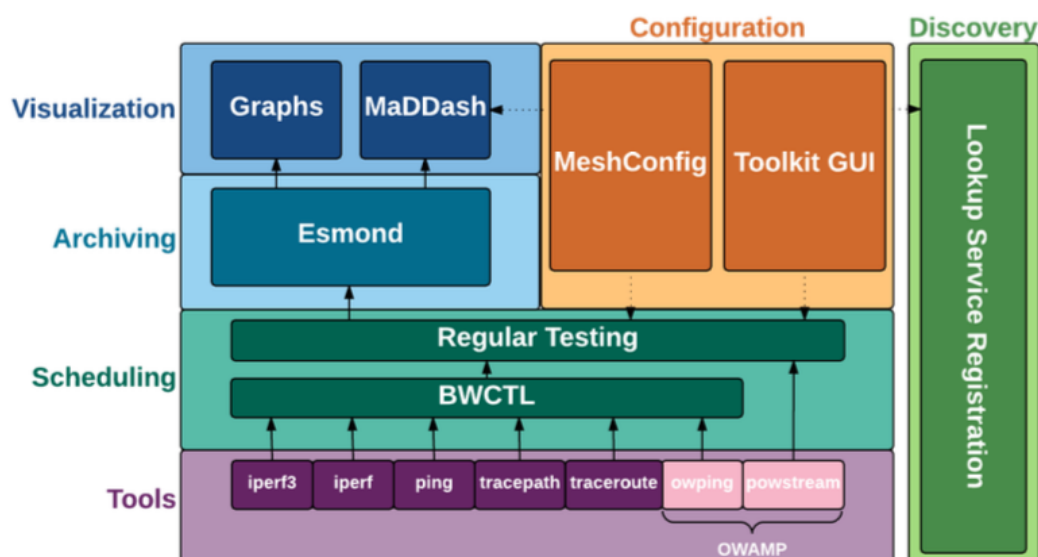 Configuration
Discovery
Visualization
Graphs
MaDDash
MeshConfig
Toolkit GUI
Lookup Service Registration
Archiving
Esmond
Scheduling
Regular Testing
BWCTL
Tools
iperf3
iperf
ping
tracepath
traceroute
owping
powstream
OWAMP